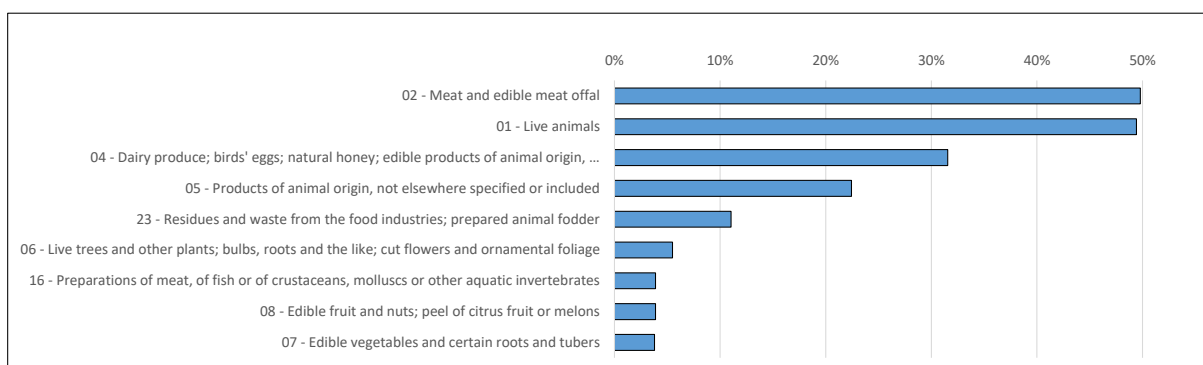 0% 10% 20% 30% 40% 50%
02 - Meat and edible meat offal
01 - Live animals
04 - Dairy produce; birds' eggs; natural honey; edible products of animal origin, ...
05 - Products of animal origin, not elsewhere specified or included
23 - Residues and waste from the food industries; prepared animal fodder
06 - Live trees and other plants; bulbs, roots and the like; cut flowers and ornamental foliage
16 - Preparations of meat, of fish or of crustaceans, molluscs or other aquatic invertebrates
08 - Edible fruit and nuts; peel of citrus fruit or melons
07 - Edible vegetables and certain roots and tubers